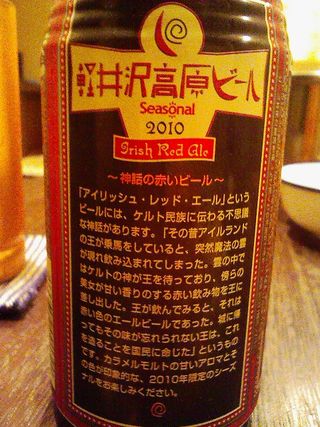 軽井沢高原ビール
Seasonal
2010
Irish Red Ale
～神話の赤いビール～
「アイリッシュ・レッド・エール」という
ビールには、ケルト民族に伝わる不思議
な神話があります。「その昔アイルランド
の王が乗馬をしていると、突然魔法の雲
が現れ飲み込まれてしまった。雲の中で
はケルトの神が王を待っており、傍らの
美女が甘い香りのする赤い飲み物を王に
差し出した。王が飲んでみると、それは
赤い色のエールビールであった。城に帰
ってもその味が忘れられない王は、これ
を造ることを国民に命じた」というもの
です。カラメルモルトの甘いアロマとそ
の色が印象的な、2010年限定のシーズ
ナルをお楽しみください。